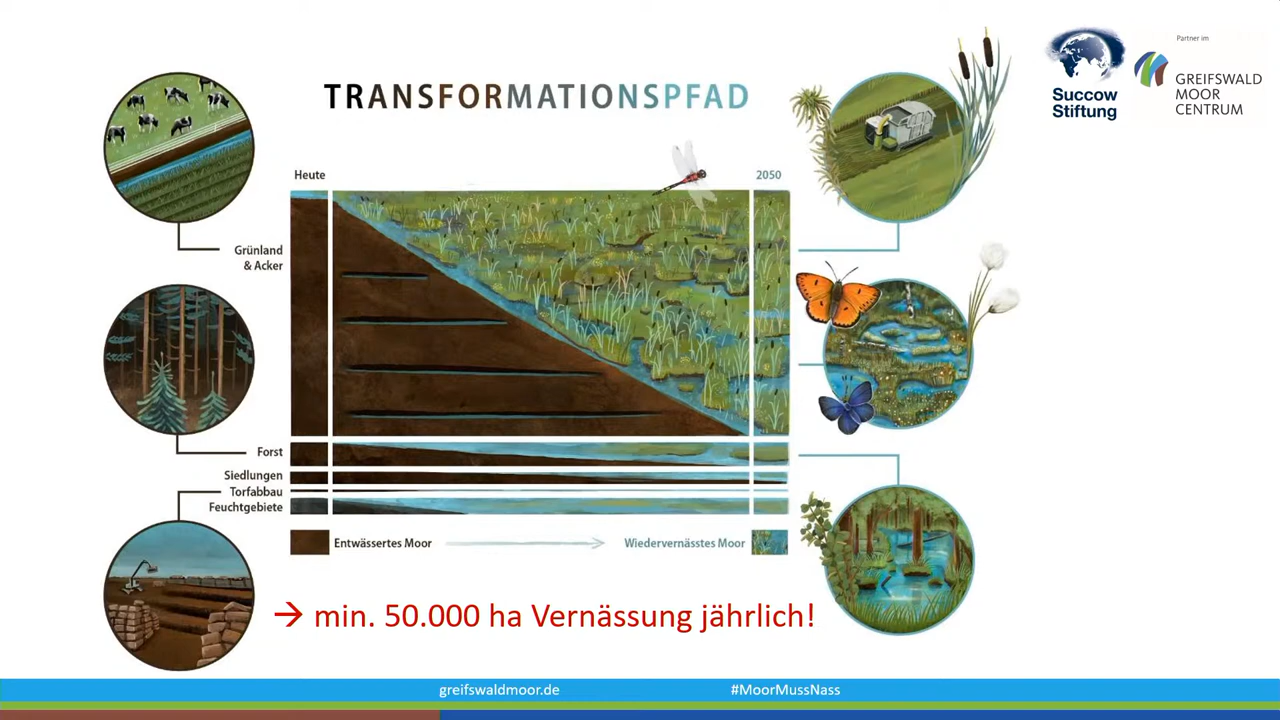 TRANSFORMATIONSPFAD
Succow
Stiftung
Partner im
GREIFSWALD
MOOR
CENTRUM
Heute
2050
Grünland
& Acker
Forst
Siedlungen
Torfabbau
Feuchtgebiete
Entwässertes Moor
Wiedervernässtes Moor
→ min. 50.000 ha Vernässung jährlich!
greifswaldmoor.de
#MoorMussNass